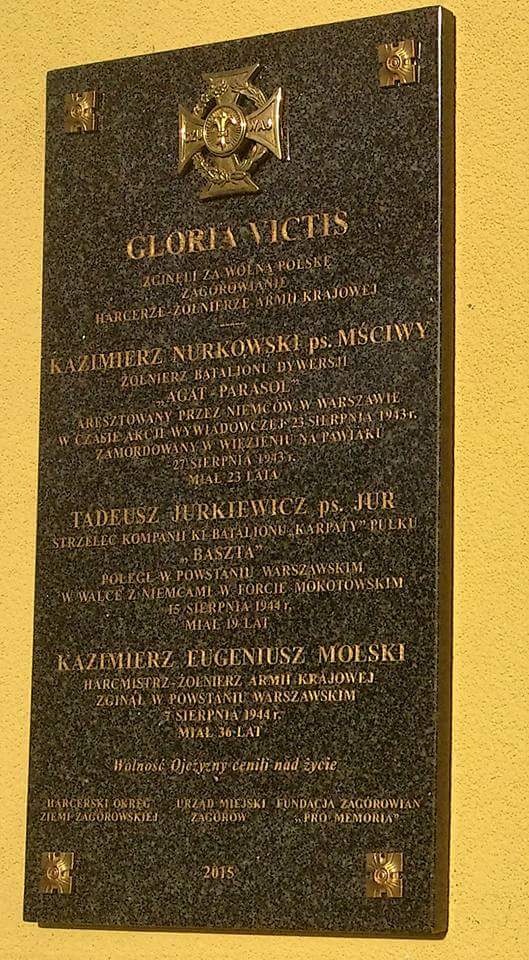 CZU WAJ
GLORIA VICTIS
ZGINĘLI ZA WOLNĄ POLSKĘ
ZAGÓROWIANIE
HARCERZE-ŻOŁNIERZE ARMII KRAJOWEJ
KAZIMIERZ NURKOWSKI ps. MŚCIWY
ŻOŁNIERZ BATALIONU DYWERSJI
„AGAT - PARASOL"
ARESZTOWANY PRZEZ NIEMCÓW W WARSZAWIE
W CZASIE AKCJI WYWIADOWCZEJ 23 SIERPNIA 1943 r.
ZAMORDOWANY W WIĘZIENIU NA PAWIAKU
27 SIERPNIA 1943 r.
MIAŁ 23 LATA
TADEUSZ JURKIEWICZ ps. JUR
STRZELEC KOMPANII K1 BATALIONU „KARPATY" PUŁKU
„BASZTA"
POLEGŁ W POWSTANIU WARSZAWSKIM
W WALCE Z NIEMCAMI W FORCIE MOKOTOWSKIM
15 SIERPNIA 1944 r.
MIAŁ 19 LAT
KAZIMIERZ EUGENIUSZ MOLSKI
HARCMISTRZ-ŻOŁNIERZ ARMII KRAJOWEJ
ZGINĄŁ W POWSTANIU WARSZAWSKIM
7 SIERPNIA 1944 r.
MIAŁ 36 LAT
Wolność Ojczyzny cenili nad życie
HARCERSKI OKRĘG ZIEMI ZAGÓROWSKIEJ
URZĄD MIEJSKI ZAGÓRÓW
FUNDACJA ZAGÓROWIAN „PRO MEMORIA"
2015